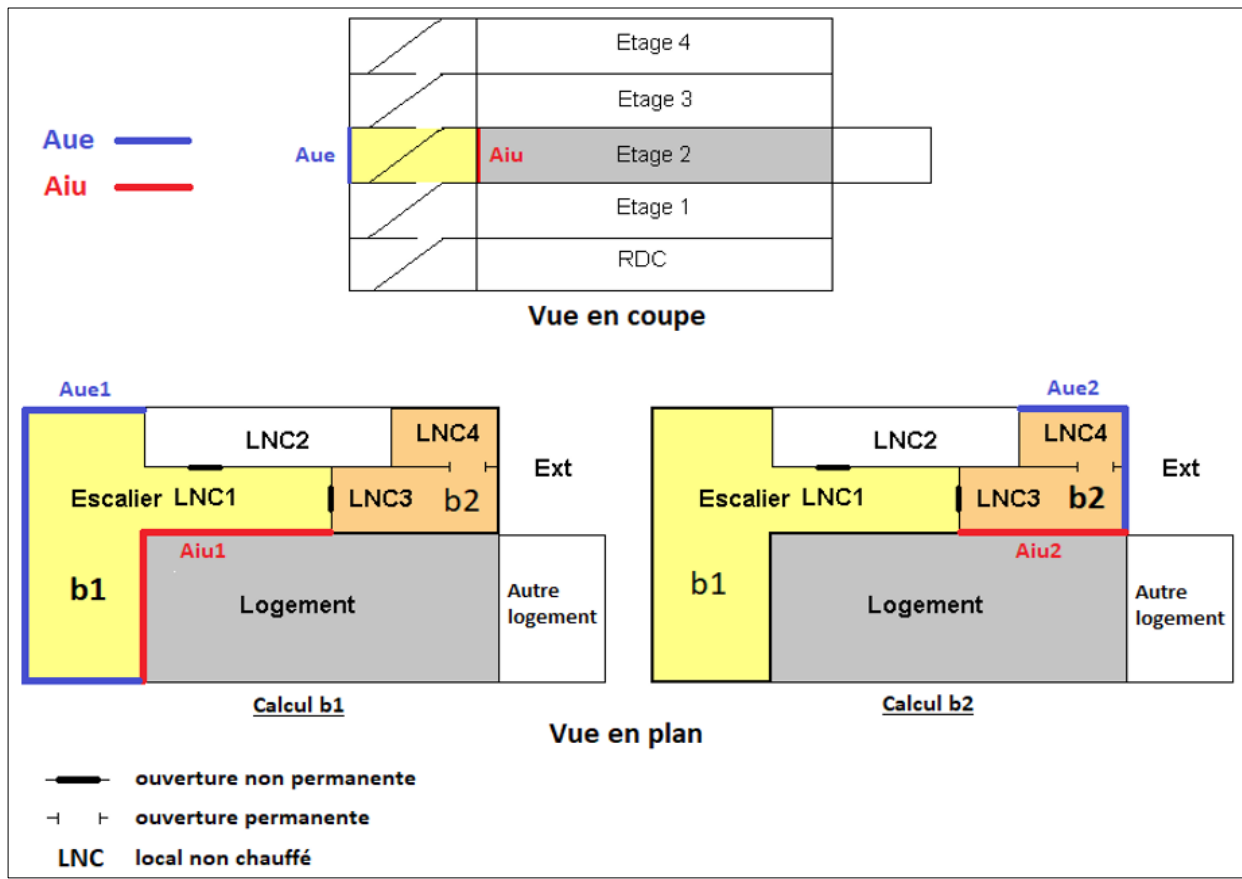 Etage 4
Etage 3
Aue
Aue
Aiu
Etage 2
Aiu
Etage 1
RDC
Vue en coupe
Aue1
LNC2
LNC4
Ext
Escalier LNC1
LNC3
b2
Aiu1
b1
Logement
Autre
logement
Calcul b1
Aue2
LNC2
LNC4
Ext
Escalier LNC1
LNC3
b2
Aiu2
b1
Logement
Autre
logement
Calcul b2
Vue en plan
ouverture non permanente
ouverture permanente
LNC local non chauffé